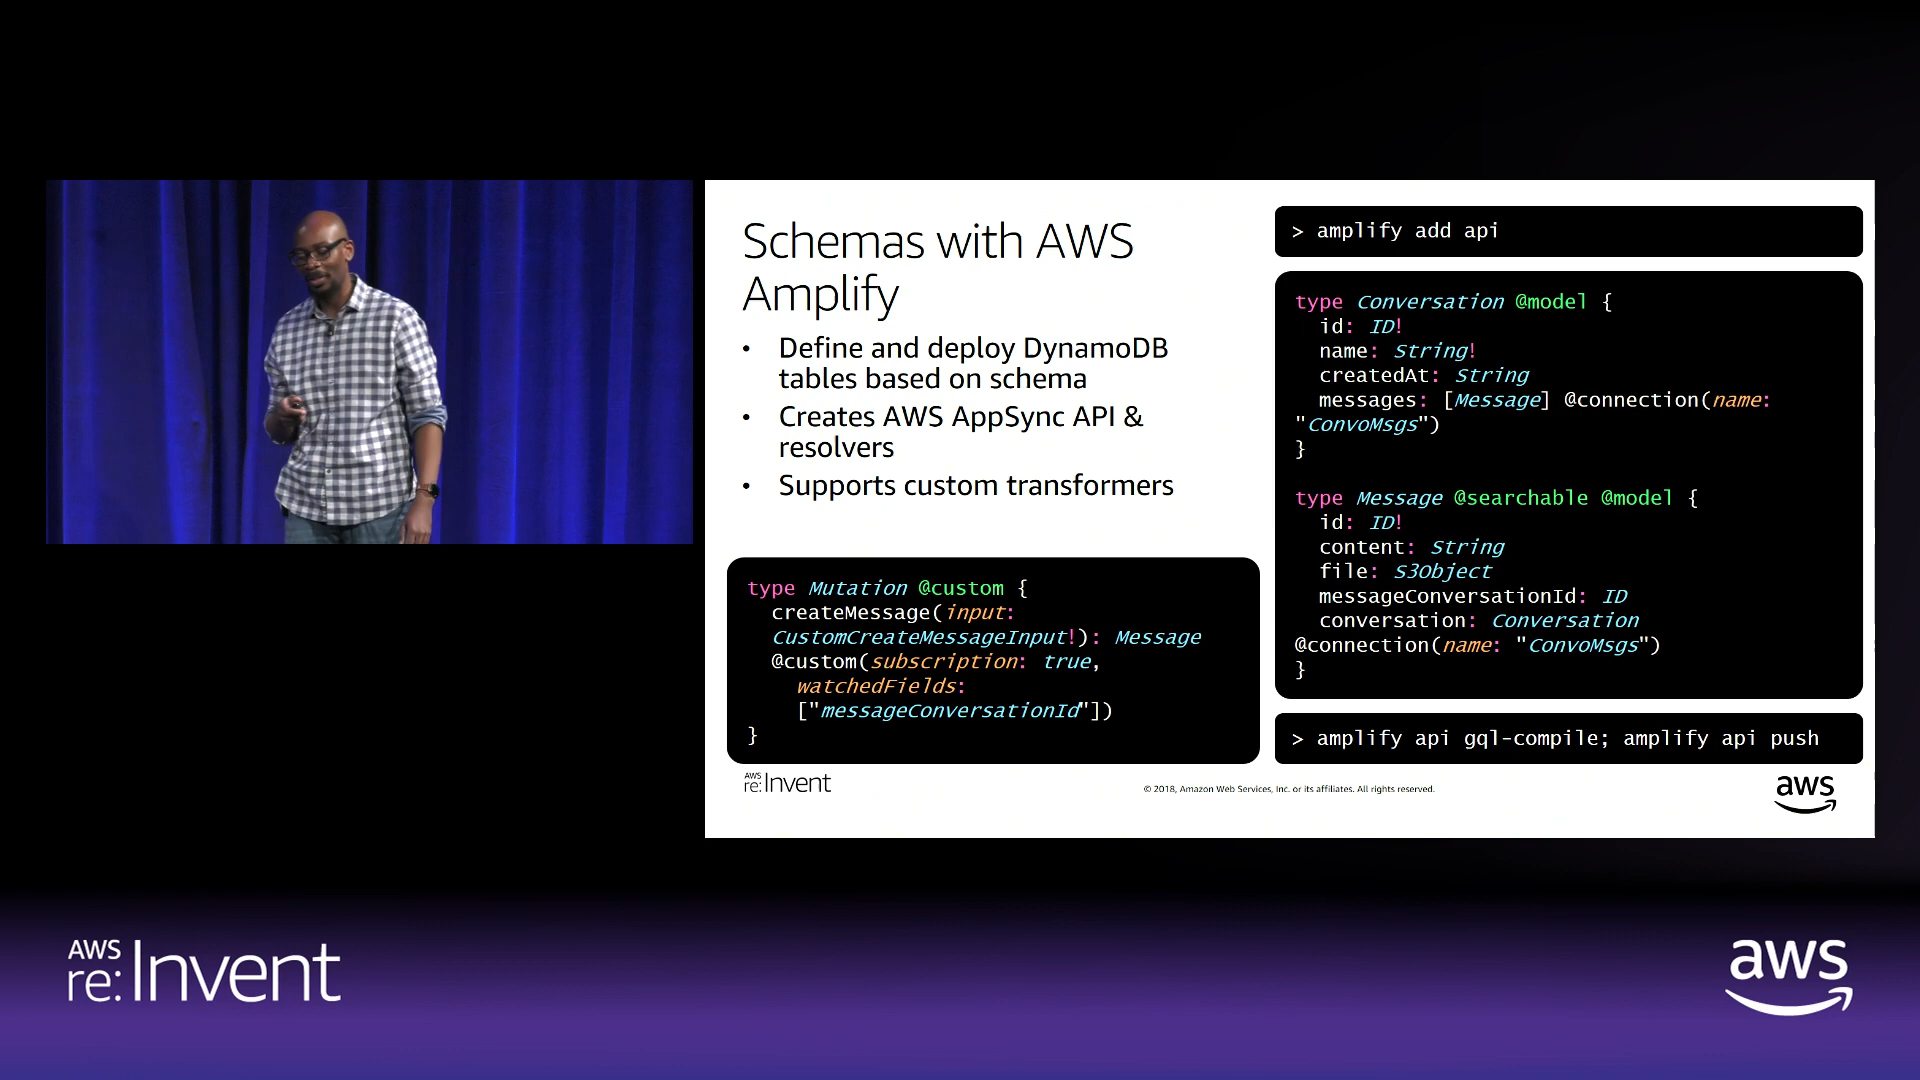 Schemas with AWS
Amplify
• Define and deploy DynamoDB
tables based on schema
• Creates AWS AppSync API &
resolvers
• Supports custom transformers
type Mutation @custom {
createMessage(input:
CustomCreateMessageInput!): Message
@custom(subscription: true,
watchedFields:
["messageConversationId"])
}
> amplify add api
type Conversation @model {
id: ID!
name: String!
createdAt: String
messages: [Message] @connection(name:
"ConvoMsgs")
}
type Message @searchable @model {
id: ID!
content: String
file: S3Object
messageConversationId: ID
conversation: Conversation
@connection(name: "ConvoMsgs")
}
> amplify api gql-compile; amplify api push
AWS
re:Invent
© 2018, Amazon Web Services, Inc. or its affiliates. All rights reserved.
aws
AWS
re:Invent
aws